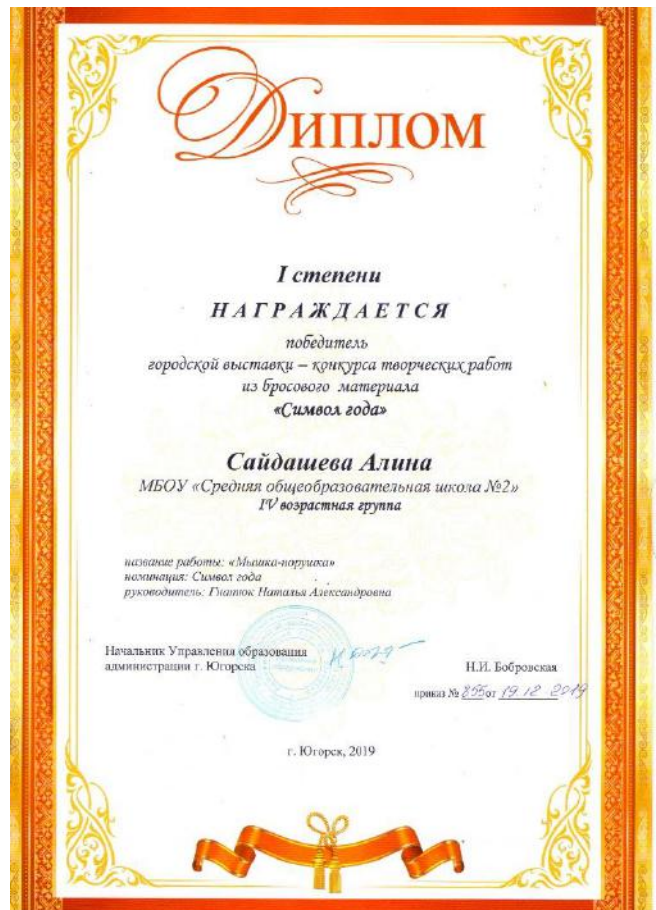 ДИПЛОМ
I степени
НАГРАЖДАЕТСЯ
победитель
городской выставки – конкурса творческих работ
из бросового материала
«Символ года»
Сайдашева Алина
МБОУ «Средняя общеобразовательная школа №2»
IV возрастная группа
название работы: «Мышка-норушка»
номинация: Символ года
руководитель: Гнатюк Наталья Александровна
Начальник Управления образования
администрации г. Югорска
Н.И. Бобровская
приказ № 855 от 19 12 2019
г. Югорск, 2019